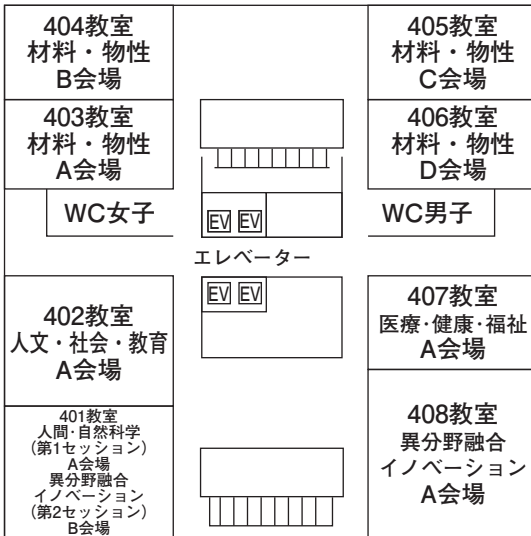 404教室
材料・物性
B会場
405教室
材料・物性
C会場
403教室
材料・物性
A会場
406教室
材料・物性
D会場
WC女子
EV EV
WC男子
エレベーター
EV EV
402教室
人文・社会・教育
A会場
407教室
医療・健康・福祉
A会場
401教室
人間・自然科学
(第1セッション)
A会場
異分野融合
イノベーション
(第2セッション)
B会場
408教室
異分野融合
イノベーション
A会場